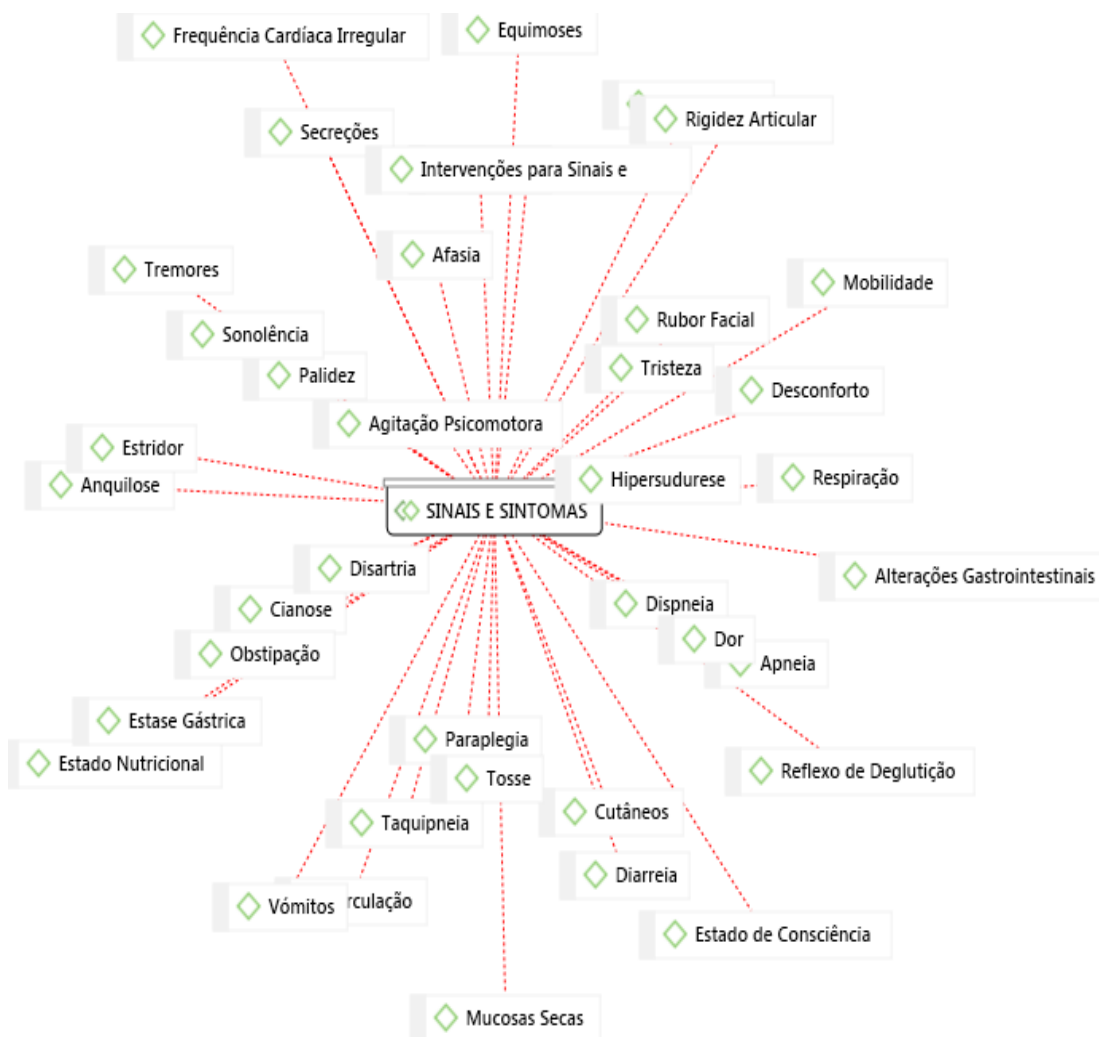 Equimoses
Frequência Cardíaca Irregular
Rigidez Articular
Secreções
Intervenções para Sinais e
Afasia
Tremores
Mobilidade
Rubor Facial
Sonolência
Tristeza
Palidez
Desconforto
Agitação Psicomotora
Estridor
Respiração
Hipersudurese
Anquilose
SINAIS E SINTOMAS
Disartria
Alterações Gastrointestinais
Dispneia
Cianose
Dor
Obstipação
Apneia
Estase Gástrica
Paraplegia
Estado Nutricional
Reflexo de Deglutição
Tosse
Cutâneos
Taquipneia
Diarreia
rculação
Vómitos
Estado de Consciência
Mucosas Secas